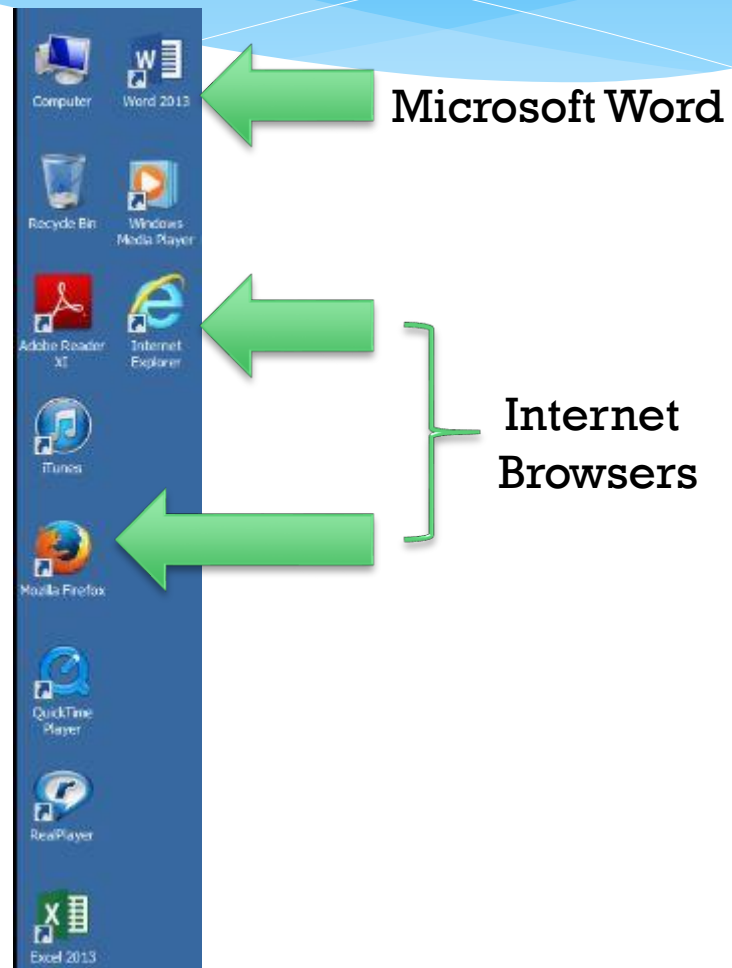 Computer
Word 2013
Microsoft Word
Recycle Bin
Windows
Media Player
Adobe Reader
XI
Internet
Explorer
Internet
Browsers
iTunes
Mozilla Firefox
QuickTime
Player
RealPlayer
Excel 2013